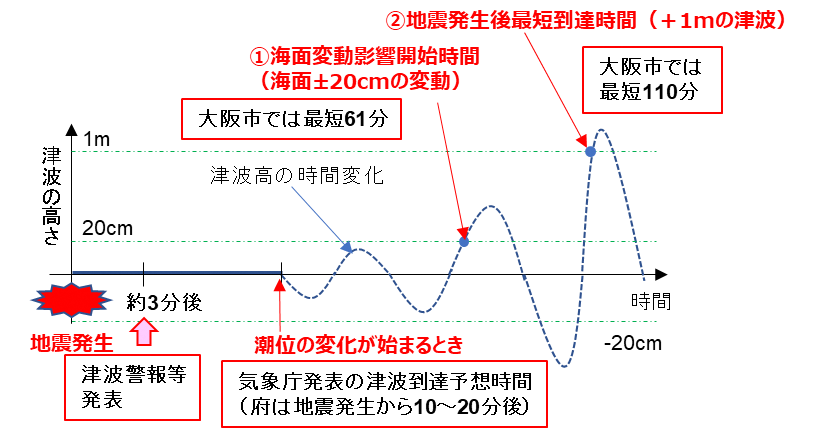 ②地震発生後最短到達時間（＋1mの津波）
①海面変動影響開始時間
（海面±20cmの変動）
大阪市では
最短110分
大阪市では最短61分
1m
津波の高さ
津波高の時間変化
20cm
約3分後
時間
地震発生
潮位の変化が始まるとき
-20cm
津波警報等
発表
気象庁発表の津波到達予想時間
（府は地震発生から10～20分後）